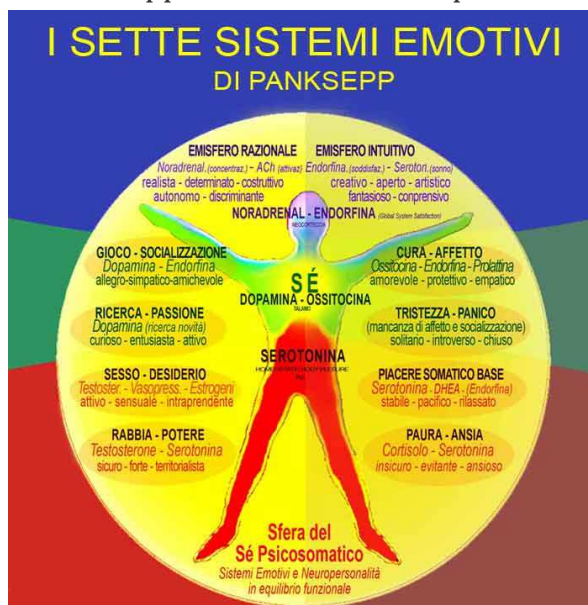 I SETTE SISTEMI EMOTIVI
DI PANKSEPP
EMISFERO RAZIONALE
Noradrenal.(concentraz.) - ACh (attivaz)
realista - determinato - costruttivo
autonomo - discriminante
EMISFERO INTUITIVO
Endorfina.(soddisfaz.) - Seroton.(sonno)
creativo - aperto - artistico
fantasioso - conprensivo
NORADRENAL - ENDORFINA (Global System Satisfaction)
NEOCORTECCIA
GIOCO - SOCIALIZZAZIONE
Dopamina - Endorfina
allegro-simpatico-amichevole
CURA - AFFETTO
Ossitocina - Endorfina - Prolattina
amorevole - protettivo - empatico
SÉ
DOPAMINA - OSSITOCINA
TALAMO
RICERCA - PASSIONE
Dopamina (ricerca novità)
curioso - entusiasta - attivo
TRISTEZZA - PANICO
(mancanza di affetto e socializzazione)
solitario - introverso - chiuso
SEROTONINA
SESSO - DESIDERIO
Testoster. - Vasopress. - Estrogeni
attivo - sensuale - intraprendente
PIACERE SOMATICO BASE
Serotonina - DHEA - (Endorfina)
stabile - pacifico - rilassato
RABBIA - POTERE
Testosterone - Serotonina
sicuro - forte - territorialista
PAURA - ANSIA
Cortisolo - Serotonina
insicuro - evitante - ansioso
Sfera del
Sé Psicosomatico
Sistemi Emotivi e Neuropersonalità
in equilibrio funzionale